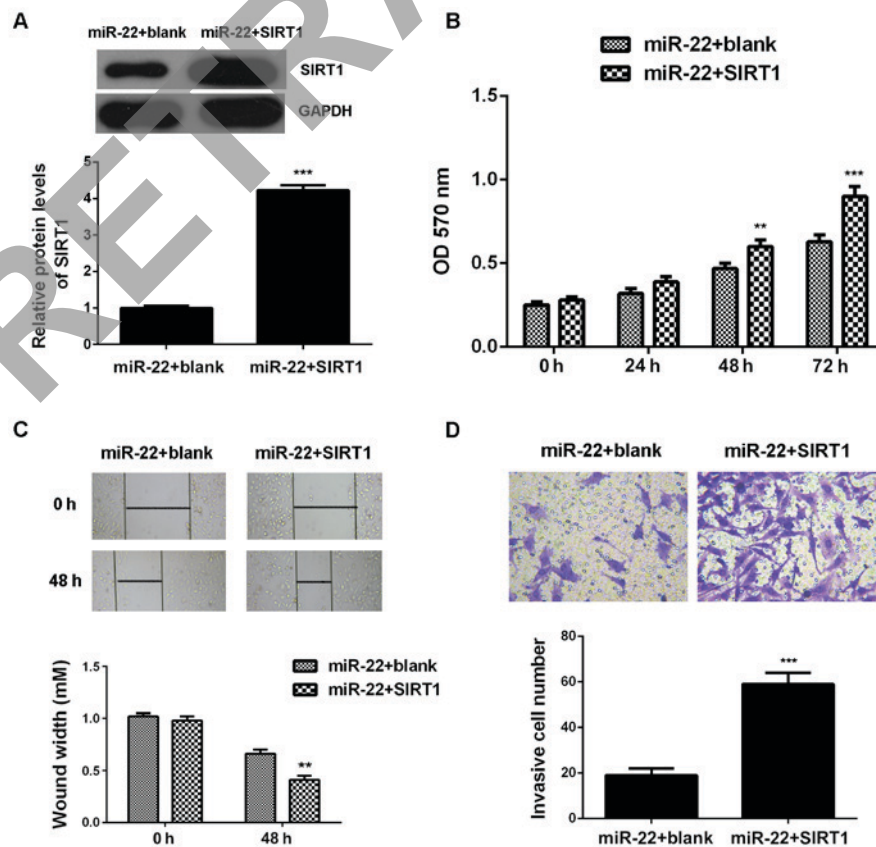 A
miR-22+blank miR-22+SIRT1
SIRT1
GAPDH
Relative protein levels
of SIRT1
5
4
3
2
1
0
***
miR-22+blank miR-22+SIRT1
B
miR-22+blank
miR-22+SIRT1
OD 570 nm
1.5
1.0
0.5
0.0
**
***
0 h 24 h 48 h 72 h
C
miR-22+blank miR-22+SIRT1
0 h
48 h
miR-22+blank
miR-22+SIRT1
Wound width (mM)
1.5
1.0
0.5
0.0
**
0 h 48 h
D
miR-22+blank miR-22+SIRT1
Invasive cell number
80
60
40
20
0
***
miR-22+blank miR-22+SIRT1
RETRA